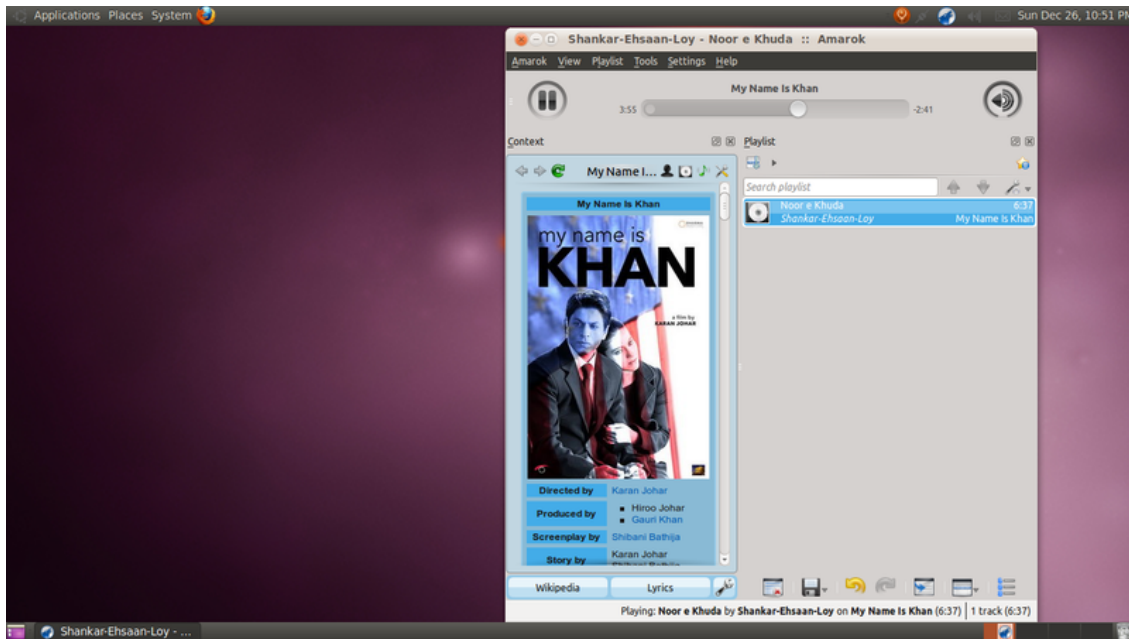 Applications Places System
Sun Dec 26, 10:51 PM
Shankar-Ehsaan-Loy - Noor e Khuda :: Amarok
Amarok View Playlist Tools Settings Help
My Name Is Khan
3:55
-2:41
Context
Playlist
My Name I...
Search playlist
Noor e Khuda 6:37
Shankar-Ehsaan-Loy My Name Is Khan
My Name Is Khan
my name is
KHAN
a film by
KARAN JOHAR
Directed by Karan Johar
Produced by Hiroo Johar
Gauri Khan
Screenplay by Shibani Bathija
Story by Karan Johar
Shibani Bathija
Wikipedia Lyrics
Playing: Noor e Khuda by Shankar-Ehsaan-Loy on My Name Is Khan (6:37) 1 track (6:37)
Shankar-Ehsaan-Loy - ...